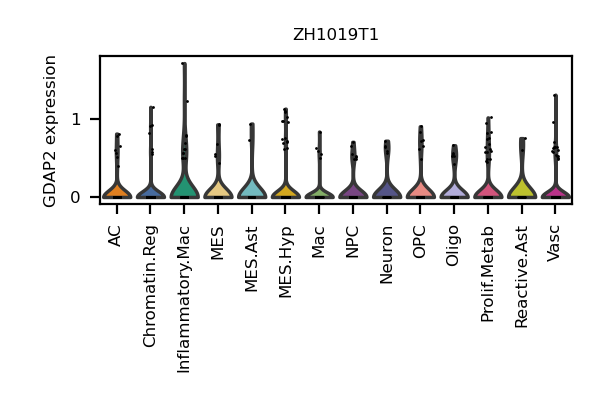 ZH1019T1
GDAP2 expression
1
0
AC
Chromatin.Reg
Inflammatory.Mac
MES
MES.Ast
MES.Hyp
Mac
NPC
Neuron
OPC
Oligo
Prolif.Metab
Reactive.Ast
Vasc